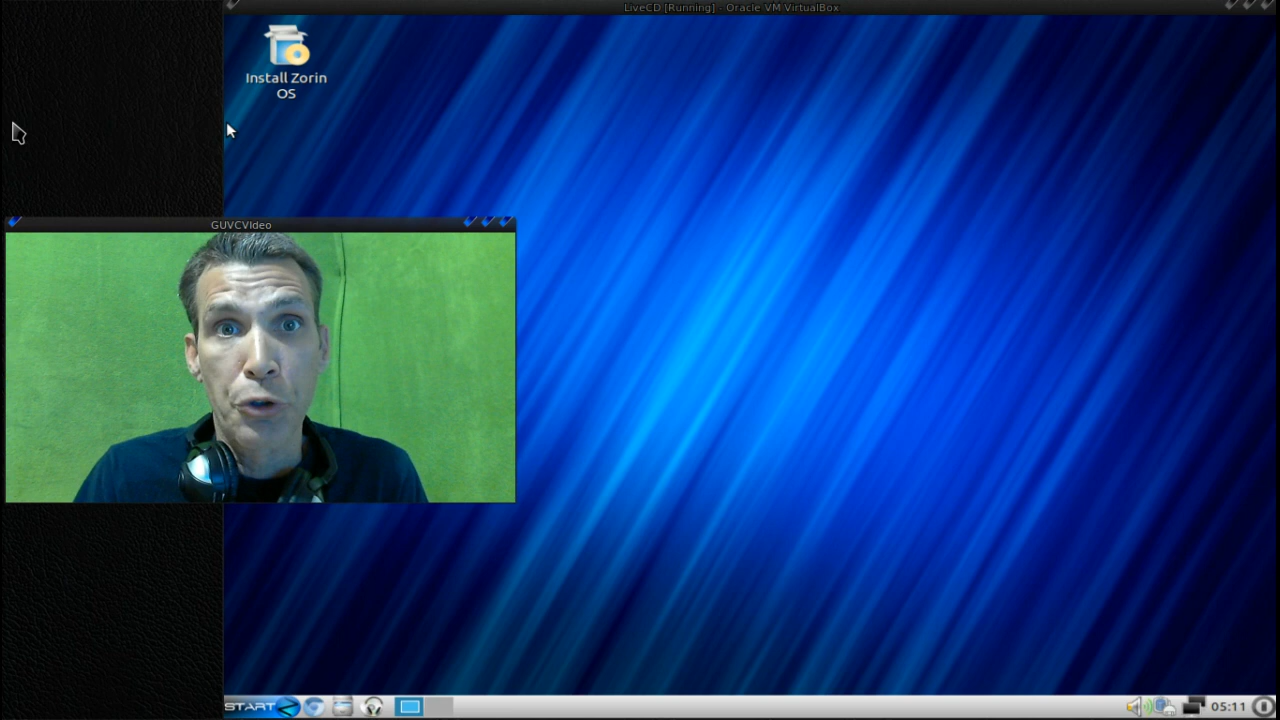 LiveCD [Running] - Oracle VM VirtualBox
Install Zorin
OS
GUVCVideo
START
05:11